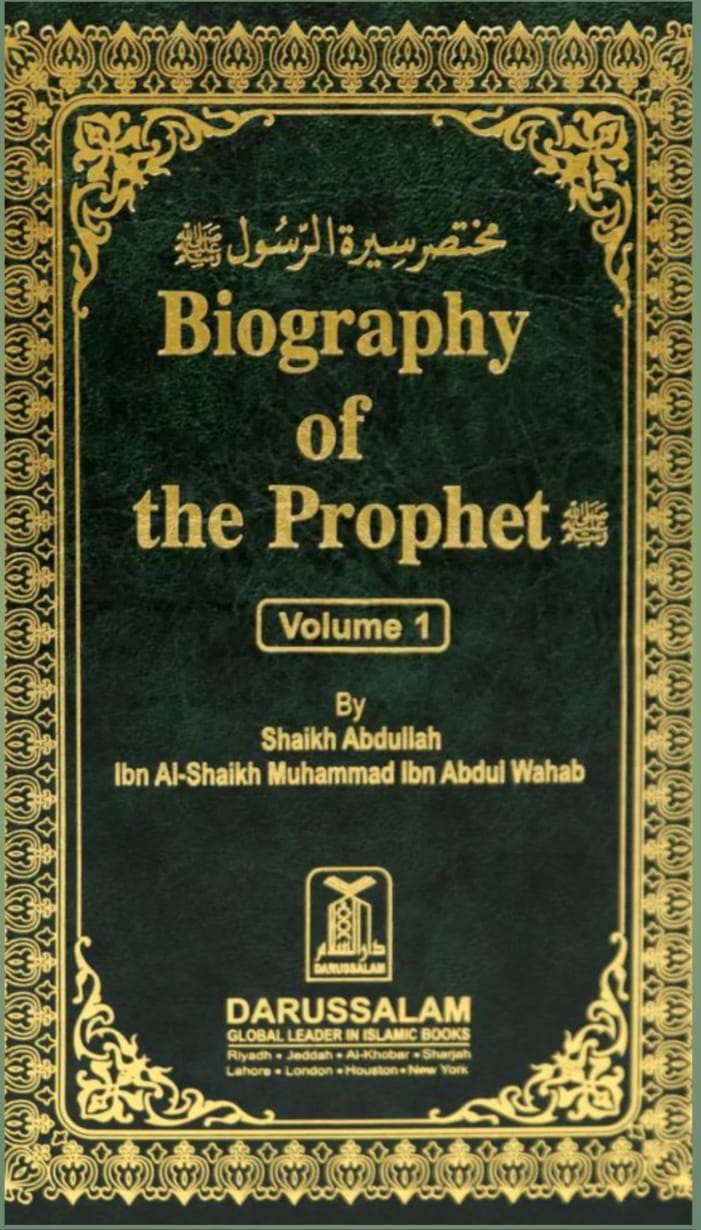 مختصر سيرة الرّسُول ﷺ
Biography
of
the Prophet ﷺ
Volume 1
By
Shaikh Abdullah
Ibn Al-Shaikh Muhammad Ibn Abdul Wahab
دار السلام
DARUSSALAM
DARUSSALAM
GLOBAL LEADER IN ISLAMIC BOOKS
Riyadh • Jeddah • Al-Khobar • Sharjah
Lahore • London • Houston • New York